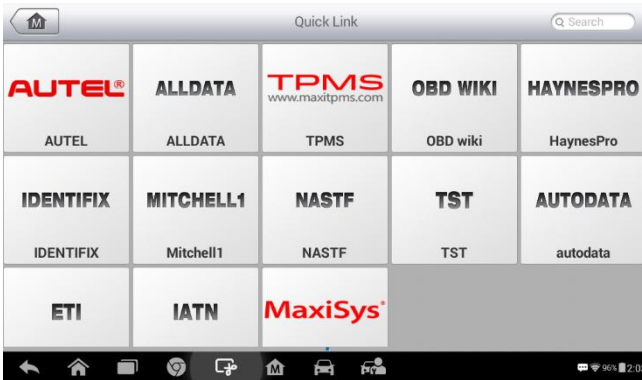 M
Quick Link
Search
AUTEL®
ALLDATA
TPMS
www.maxitpms.com
OBD WIKI
HAYNESPRO
AUTEL
ALLDATA
TPMS
OBD wiki
HaynesPro
IDENTIFIX
MITCHELL1
NASTF
TST
AUTODATA
IDENTIFIX
Mitchell1
NASTF
TST
autodata
ETI
IATN
MaxiSys®
M
96%